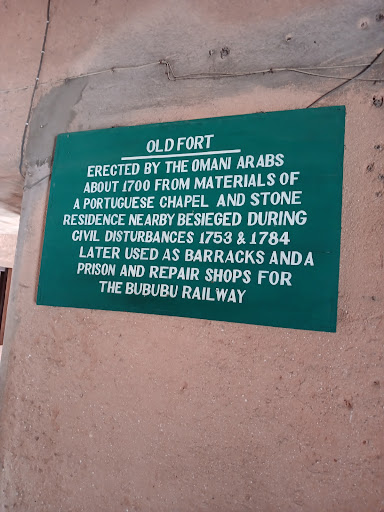 OLD FORT
ERECTED BY THE OMANI ARABS
ABOUT 1700 FROM MATERIALS OF
A PORTUGUESE CHAPEL AND STONE
RESIDENCE NEARBY BESIEGED DURING
CIVIL DISTURBANCES 1753 & 1784
LATER USED AS BARRACKS AND A
PRISON AND REPAIR SHOPS FOR
THE BUBUBU RAILWAY